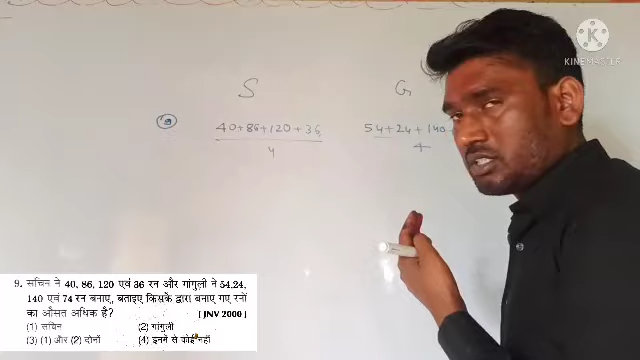 KINEMASTER
S G
9 40+86+120+36 54+24+140+
4 4
9. सचिन ने 40, 86, 120 एवं 36 रन और गांगुली ने 54,24,
140 एवं 74 रन बनाए, बताइए किसके द्वारा बनाए गए रनों
का औसत अधिक है? [JNV 2000]
(1) सचिन (2) गांगुली
(3) (1) और (2) दोनों (4) इनमें से कोई नहीं